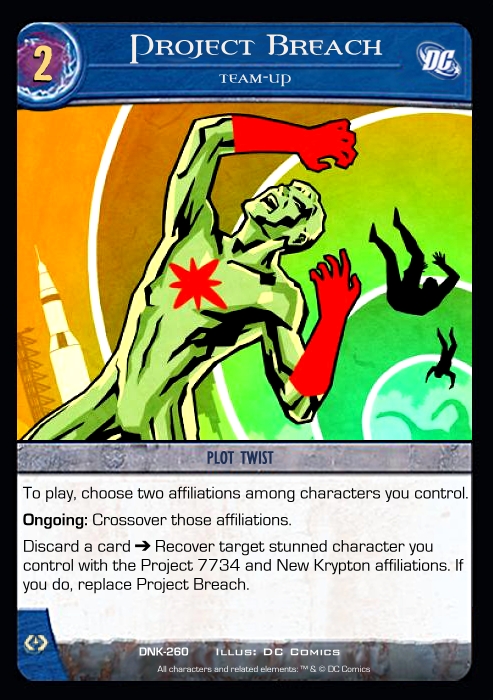 2
Project Breach
DC
TEAM-UP
PLOT TWIST
To play, choose two affiliations among characters you control.
Ongoing: Crossover those affiliations.
Discard a card ➔ Recover target stunned character you
control with the Project 7734 and New Krypton affiliations. If
you do, replace Project Breach.
DNK-260 Illus: DC Comics
All characters and related elements: ™ & © DC Comics